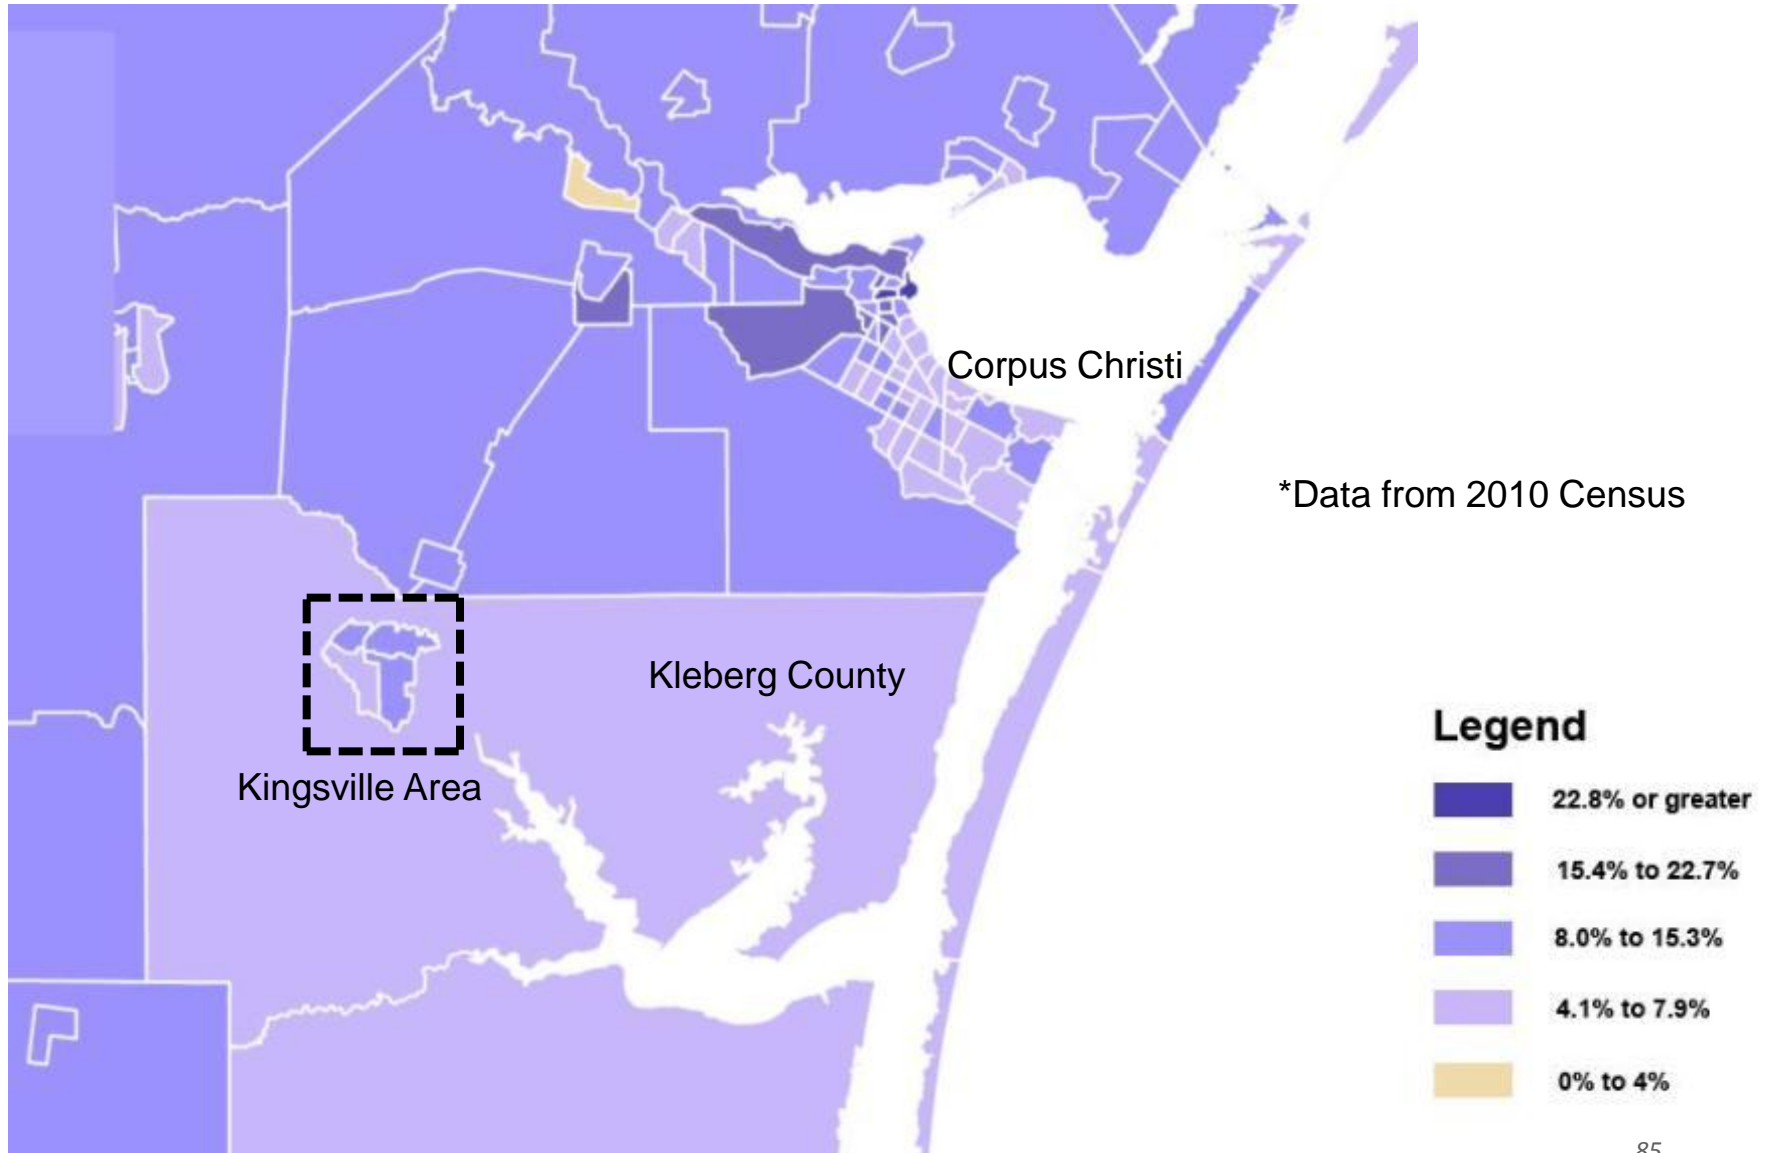 Corpus Christi
*Data from 2010 Census
Kleberg County
Kingsville Area
Legend
22.8% or greater
15.4% to 22.7%
8.0% to 15.3%
4.1% to 7.9%
0% to 4%
85